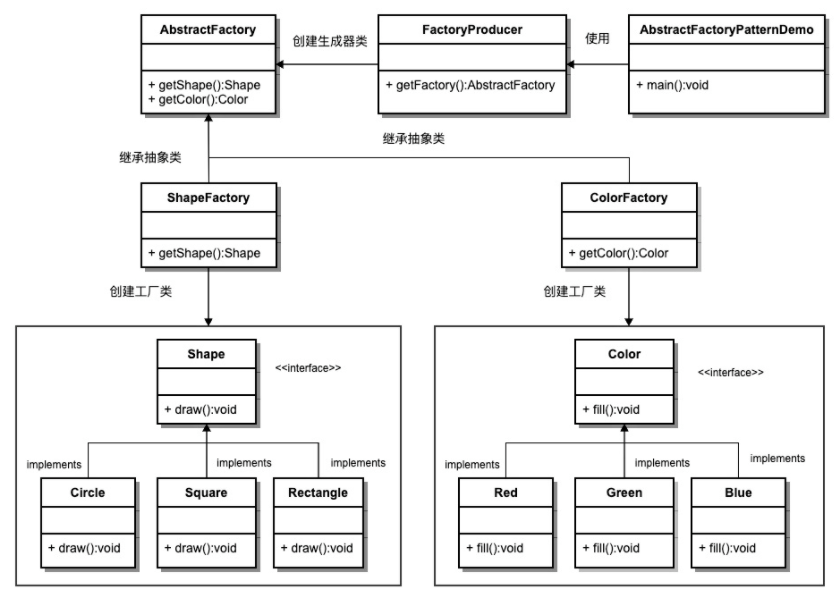 AbstractFactory
+ getShape():Shape
+ getColor():Color
创建生成器类
FactoryProducer
+ getFactory():AbstractFactory
使用
AbstractFactoryPatternDemo
+ main():void
继承抽象类
继承抽象类
ShapeFactory
+ getShape():Shape
ColorFactory
+ getColor():Color
创建工厂类
创建工厂类
Shape
<<interface>>
+ draw():void
implements
implements
implements
Circle
+ draw():void
Square
+ draw():void
Rectangle
+ draw():void
Color
<<interface>>
+ fill():void
implements
implements
implements
Red
+ fill():void
Green
+ fill():void
Blue
+ fill():void